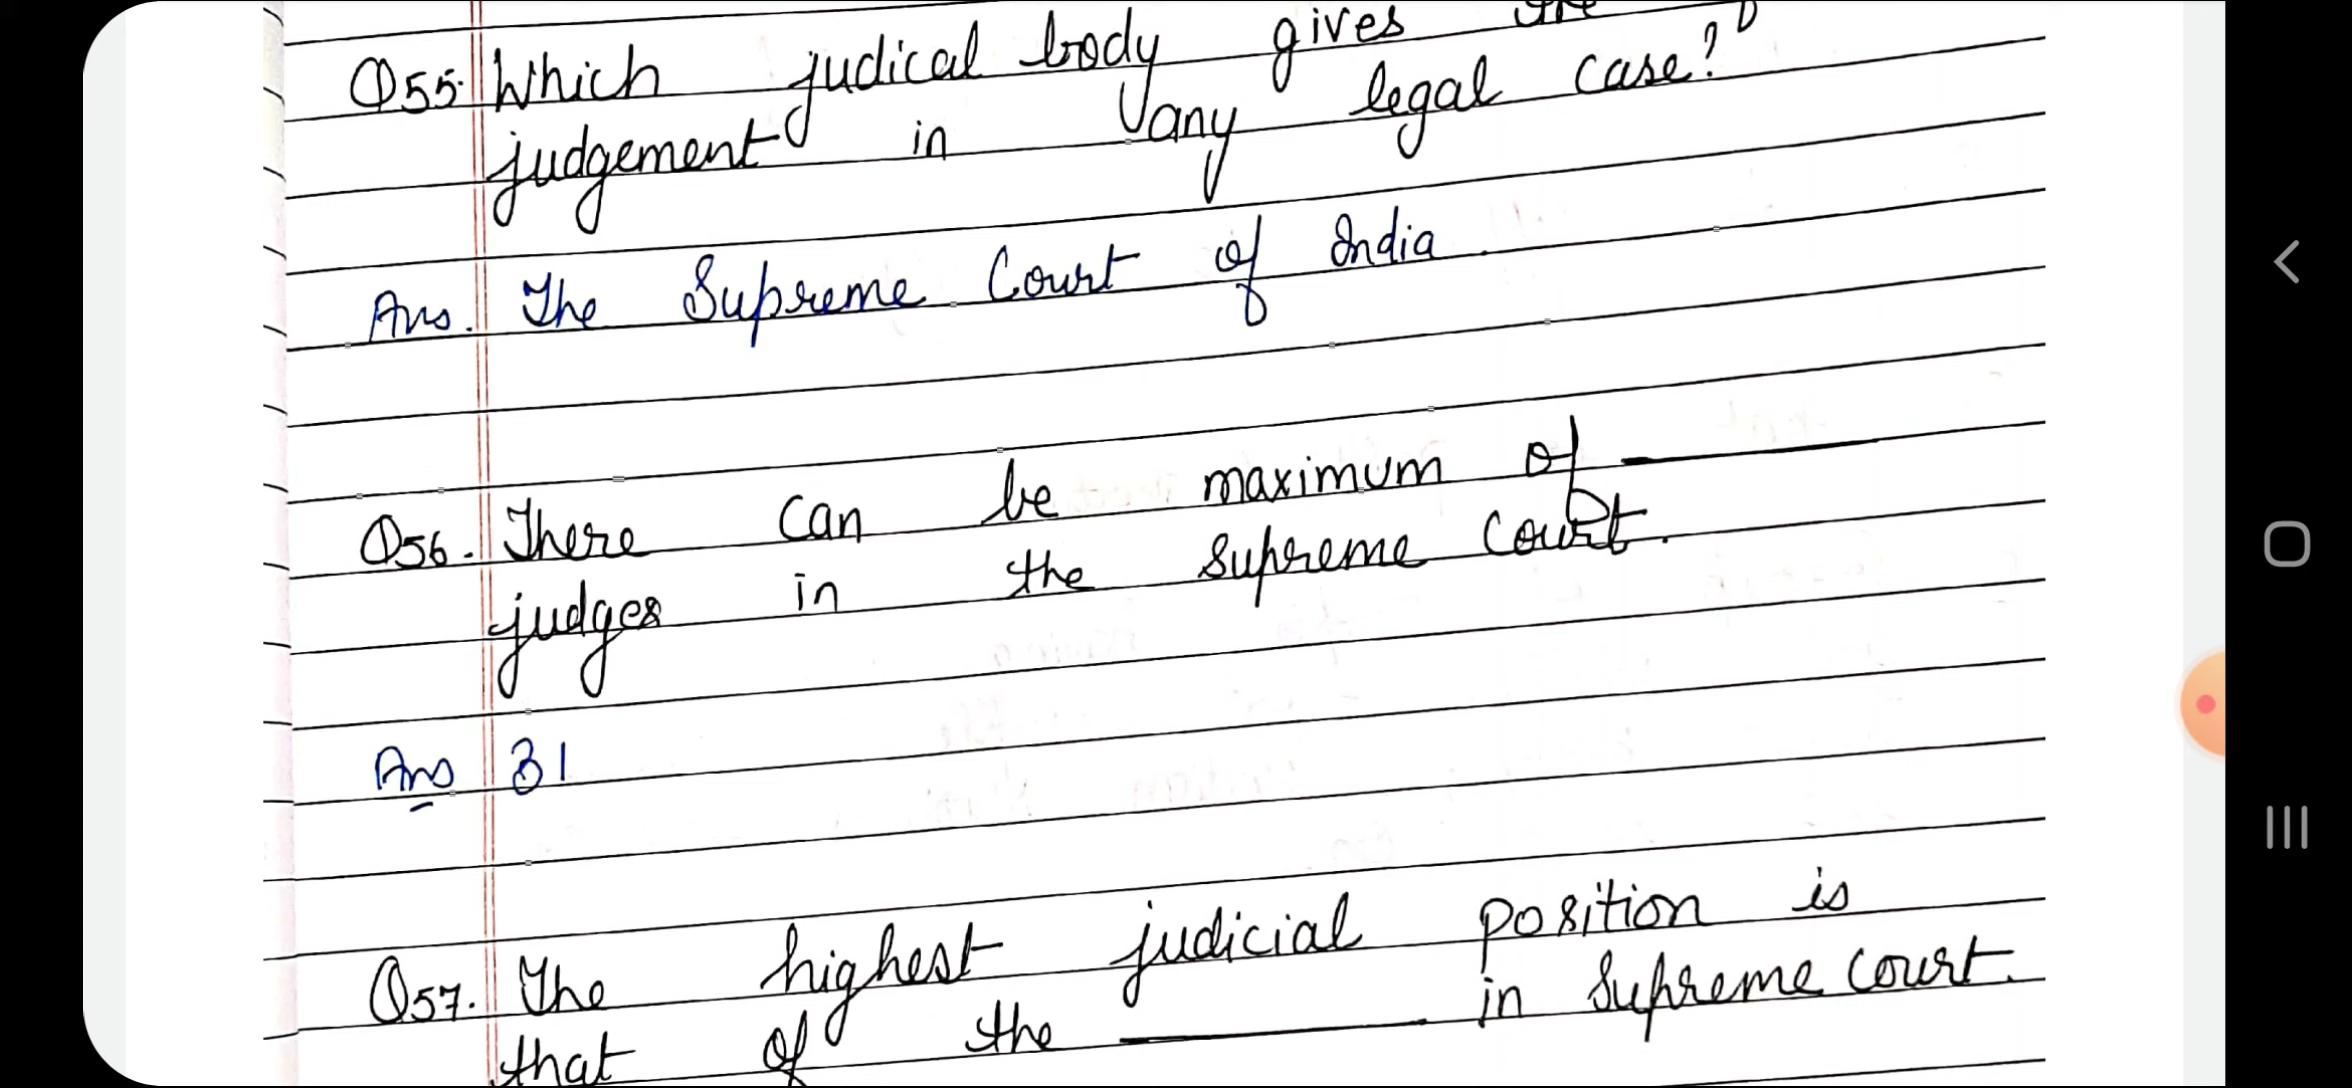 Q55. Which judical body gives the
judgement in any legal case?
Ans. The Supreme Court of India.
Q56. There can be maximum of ______
judges in the supreme court.
Ans 31
Q57. The highest judicial position is
that of the ______ in Supreme court.